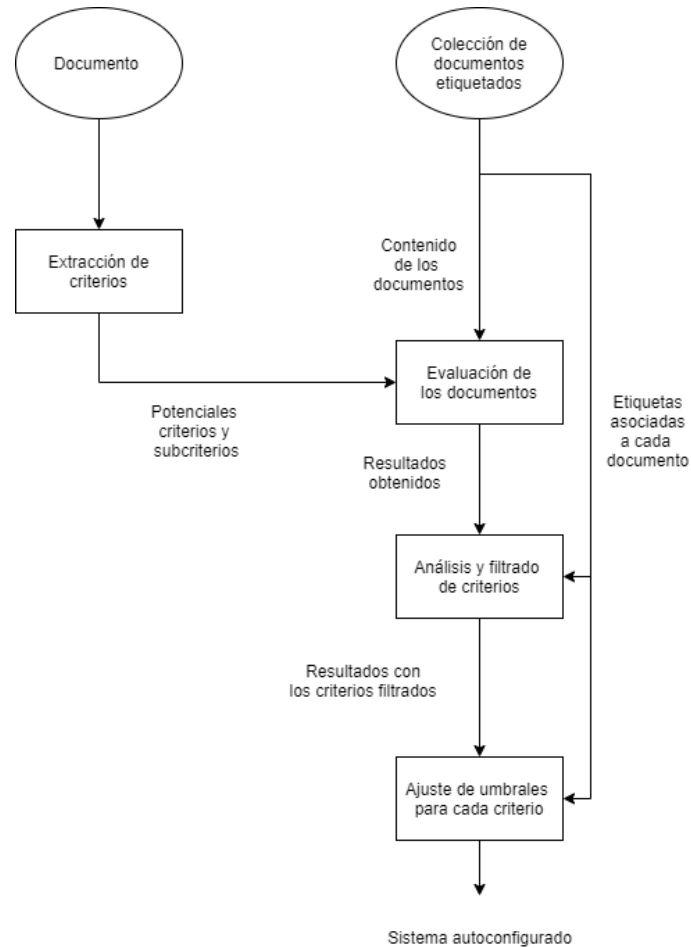 Documento
Colección de
documentos
etiquetados
Extracción de
criterios
Contenido
de los
documentos
Evaluación de
los documentos
Potenciales
criterios y
subcriterios
Etiquetas
asociadas
a cada
documento
Resultados
obtenidos
Análisis y filtrado
de criterios
Resultados con
los criterios filtrados
Ajuste de umbrales
para cada criterio
Sistema autoconfigurado